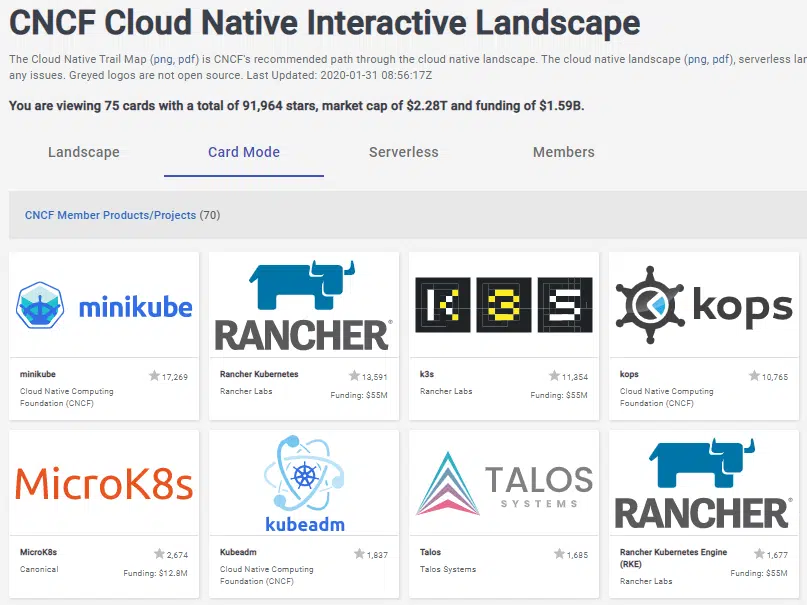 CNCF Cloud Native Interactive Landscape
The Cloud Native Trail Map (png, pdf) is CNCF's recommended path through the cloud native landscape. The cloud native landscape (png, pdf), serverless lan
any issues. Greyed logos are not open source. Last Updated: 2020-01-31 08:56:17Z
You are viewing 75 cards with a total of 91,964 stars, market cap of $2.28T and funding of $1.59B.
Landscape Card Mode Serverless Members
CNCF Member Products/Projects (70)
minikube
minikube 17,269
Cloud Native Computing
Foundation (CNCF)
RANCHER®
Rancher Kubernetes 13,591
Rancher Labs
Funding: $55M
K3S
k3s 11,354
Rancher Labs
Funding: $55M
kops
kops 10,765
Cloud Native Computing
Foundation (CNCF)
MicroK8s
MicroK8s 2,674
Canonical
Funding: $12.8M
kubeadm
Kubeadm 1,837
Cloud Native Computing
Foundation (CNCF)
TALOS
SYSTEMS
Talos 1,685
Talos Systems
RANCHER®
Rancher Kubernetes Engine 1,677
(RKE)
Funding: $55M
Rancher Labs